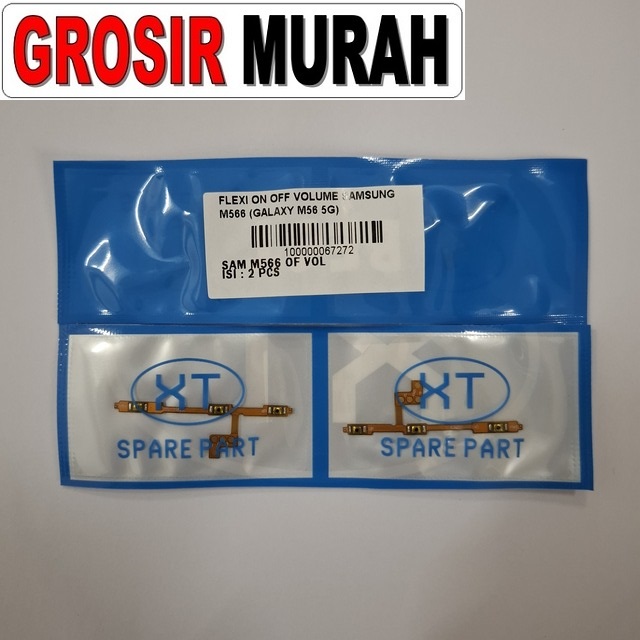 GROSIR MURAH
FLEXI ON OFF VOLUME SAMSUNG
M566 (GALAXY M56 5G)
100000067272
SAM M566 OF VOL
ISI : 2 PCS
XT
SPARE PART
XT
SPARE PART